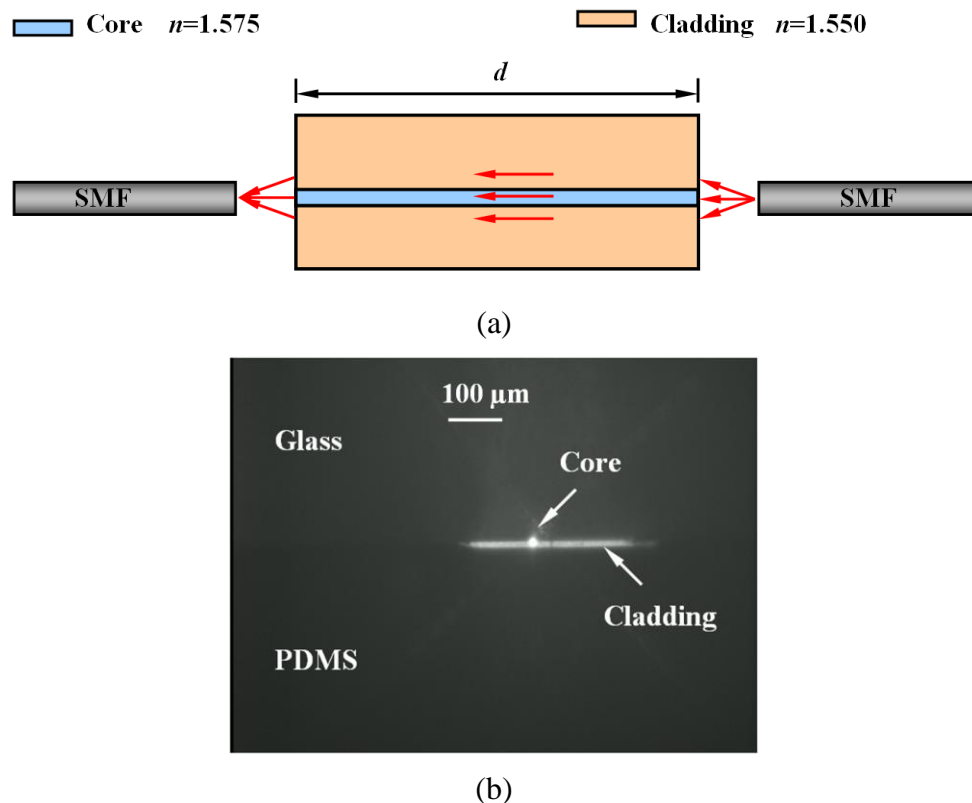 Core n=1.575
Cladding n=1.550
d
SMF
SMF
(a)
100 µm
Glass
Core
Cladding
PDMS
(b)